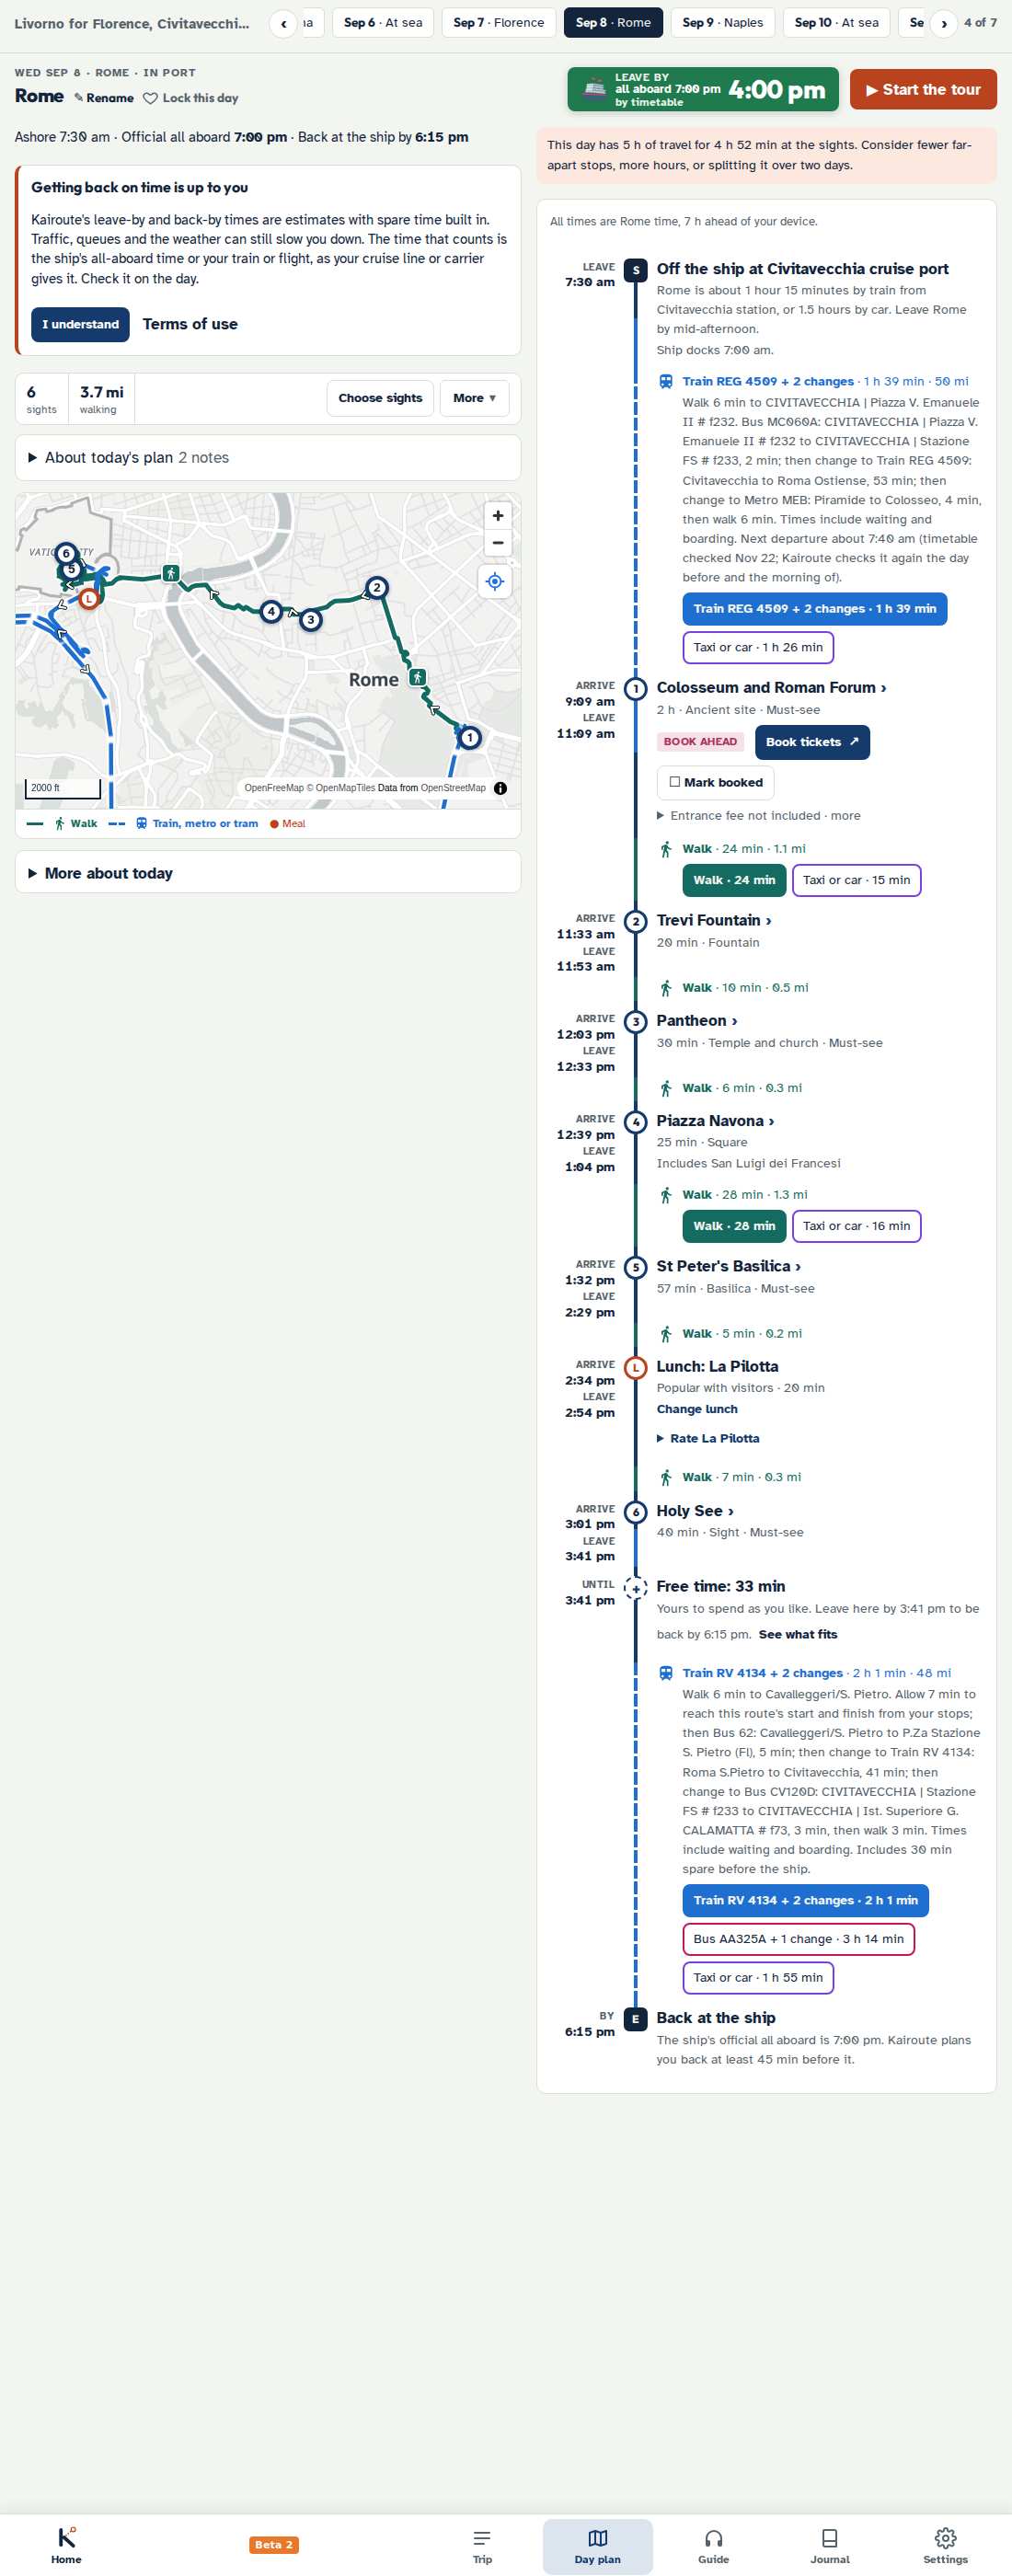 Livorno for Florence, Civitavecchi...
‹
na
Sep 6 · At sea
Sep 7 · Florence
Sep 8 · Rome
Sep 9 · Naples
Sep 10 · At sea
Se
›
4 of 7
WED SEP 8 · ROME · IN PORT
Rome
✎ Rename
Lock this day
LEAVE BY
all aboard 7:00 pm
by timetable
4:00 pm
▶ Start the tour
Ashore 7:30 am · Official all aboard 7:00 pm · Back at the ship by 6:15 pm
Getting back on time is up to you
Kairoute's leave-by and back-by times are estimates with spare time built in.
Traffic, queues and the weather can still slow you down. The time that counts is
the ship's all-aboard time or your train or flight, as your cruise line or carrier
gives it. Check it on the day.
I understand
Terms of use
6
sights
3.7 mi
walking
Choose sights
More ▼
▶ About today's plan 2 notes
VATIC
TY
6
5
L
4
3
2
Rome
1
+
−
2000 ft
OpenFreeMap © OpenMapTiles Data from OpenStreetMap
Walk
Train, metro or tram
Meal
▶ More about today
This day has 5 h of travel for 4 h 52 min at the sights. Consider fewer far-
apart stops, more hours, or splitting it over two days.
All times are Rome time, 7 h ahead of your device.
LEAVE
7:30 am
S
Off the ship at Civitavecchia cruise port
Rome is about 1 hour 15 minutes by train from
Civitavecchia station, or 1.5 hours by car. Leave Rome
by mid-afternoon.
Ship docks 7:00 am.
Train REG 4509 + 2 changes · 1 h 39 min · 50 mi
Walk 6 min to CIVITAVECCHIA | Piazza V. Emanuele
II # f232. Bus MC060A: CIVITAVECCHIA | Piazza V.
Emanuele II # f232 to CIVITAVECCHIA | Stazione
FS # f233, 2 min; then change to Train REG 4509:
Civitavecchia to Roma Ostiense, 53 min; then
change to Metro MEB: Piramide to Colosseo, 4 min,
then walk 6 min. Times include waiting and
boarding. Next departure about 7:40 am (timetable
checked Nov 22; Kairoute checks it again the day
before and the morning of).
Train REG 4509 + 2 changes · 1 h 39 min
Taxi or car · 1 h 26 min
ARRIVE
9:09 am
LEAVE
11:09 am
1
Colosseum and Roman Forum ›
2 h · Ancient site · Must-see
BOOK AHEAD
Book tickets ↗
Mark booked
▶ Entrance fee not included · more
Walk · 24 min · 1.1 mi
Walk · 24 min
Taxi or car · 15 min
ARRIVE
11:33 am
LEAVE
11:53 am
2
Trevi Fountain ›
20 min · Fountain
Walk · 10 min · 0.5 mi
ARRIVE
12:03 pm
LEAVE
12:33 pm
3
Pantheon ›
30 min · Temple and church · Must-see
Walk · 6 min · 0.3 mi
ARRIVE
12:39 pm
LEAVE
1:04 pm
4
Piazza Navona ›
25 min · Square
Includes San Luigi dei Francesi
Walk · 28 min · 1.3 mi
Walk · 28 min
Taxi or car · 16 min
ARRIVE
1:32 pm
LEAVE
2:29 pm
5
St Peter's Basilica ›
57 min · Basilica · Must-see
Walk · 5 min · 0.2 mi
ARRIVE
2:34 pm
LEAVE
2:54 pm
L
Lunch: La Pilotta
Popular with visitors · 20 min
Change lunch
▶ Rate La Pilotta
Walk · 7 min · 0.3 mi
ARRIVE
3:01 pm
LEAVE
3:41 pm
6
Holy See ›
40 min · Sight · Must-see
UNTIL
3:41 pm
+
Free time: 33 min
Yours to spend as you like. Leave here by 3:41 pm to be
back by 6:15 pm. See what fits
Train RV 4134 + 2 changes · 2 h 1 min · 48 mi
Walk 6 min to Cavalleggeri/S. Pietro. Allow 7 min to
reach this route's start and finish from your stops;
then Bus 62: Cavalleggeri/S. Pietro to P.Za Stazione
S. Pietro (Fl), 5 min; then change to Train RV 4134:
Roma S.Pietro to Civitavecchia, 41 min; then
change to Bus CV120D: CIVITAVECCHIA | Stazione
FS # f233 to CIVITAVECCHIA | Ist. Superiore G.
CALAMATTA # f73, 3 min, then walk 3 min. Times
include waiting and boarding. Includes 30 min
spare before the ship.
Train RV 4134 + 2 changes · 2 h 1 min
Bus AA325A + 1 change · 3 h 14 min
Taxi or car · 1 h 55 min
BY
6:15 pm
E
Back at the ship
The ship's official all aboard is 7:00 pm. Kairoute plans
you back at least 45 min before it.
Home
Beta 2
Trip
Day plan
Guide
Journal
Settings